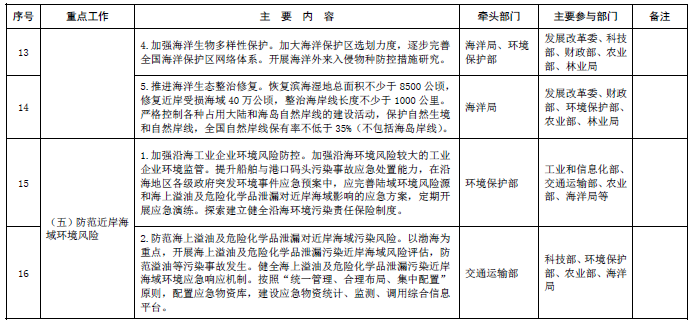 序号 重点工作 主 要 内 容 牵头部门 主要参与部门 备注
13
4.加强海洋生物多样性保护。加大海洋保护区选划力度，逐步完善
全国海洋保护区网络体系。开展海洋外来入侵物种防控措施研究。
海洋局、环境
保护部
发展改革委、科技
部、财政部、农业
部、林业局
14
5.推进海洋生态整治修复。恢复滨海湿地总面积不少于 8500 公顷，
修复近岸受损海域 40 万公顷，整治海岸线长度不少于 1000 公里。
严格控制各种占用大陆和海岛自然岸线的建设活动，保护自然生境
和自然岸线，全国自然岸线保有率不低于 35%（不包括海岛岸线）。
海洋局
发展改革委、财政
部、环境保护部、
农业部、林业局
15
（五）防范近岸海
域环境风险
1.加强沿海工业企业环境风险防控。加强沿海环境风险较大的工业
企业环境监管。提升船舶与港口码头污染事故应急处置能力，在沿
海地区各级政府突发环境事件应急预案中，应完善陆域环境风险源
和海上溢油及危险化学品泄漏对近岸海域影响的应急方案，定期开
展应急演练。探索建立健全沿海环境污染责任保险制度。
环境保护部
工业和信息化部、
交通运输部、农业
部、海洋局等
16
2.防范海上溢油及危险化学品泄漏对近岸海域污染风险。以渤海为
重点，开展海上溢油及危险化学品泄漏污染近岸海域风险评估，防
范溢油等污染事故发生。健全海上溢油及危险化学品泄漏污染近岸
海域环境应急响应机制。按照“统一管理、合理布局、集中配置”
原则，配置应急物资库，建设应急物资统计、监测、调用综合信息
平台。
交通运输部
科技部、环境保护
部、农业部、海洋
局